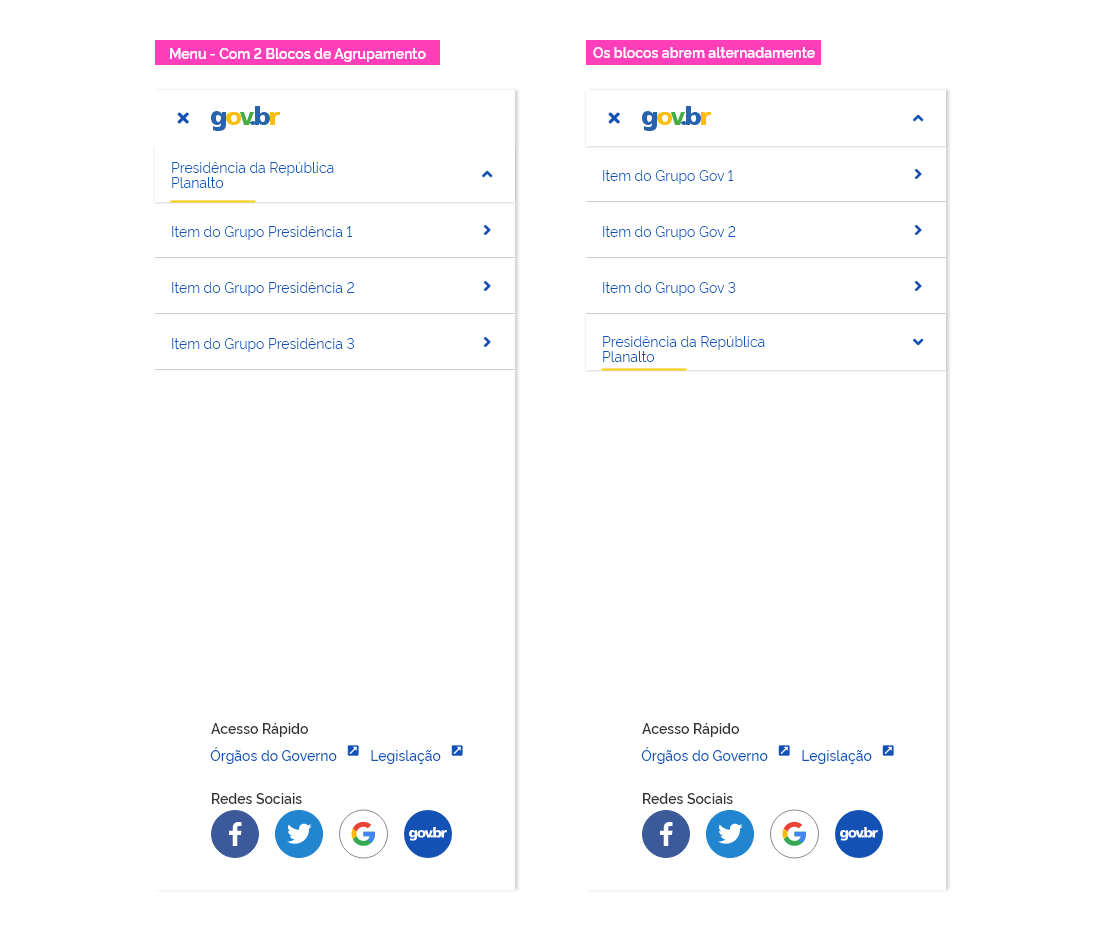 Menu - Com 2 Blocos de Agrupamento
gov.br
Presidência da República
Planalto
Item do Grupo Presidência 1
Item do Grupo Presidência 2
Item do Grupo Presidência 3
Acesso Rápido
Órgãos do Governo Legislação
Redes Sociais
f G gov.br
Os blocos abrem alternadamente
gov.br
Item do Grupo Gov 1
Item do Grupo Gov 2
Item do Grupo Gov 3
Presidência da República
Planalto
Acesso Rápido
Órgãos do Governo Legislação
Redes Sociais
f G gov.br